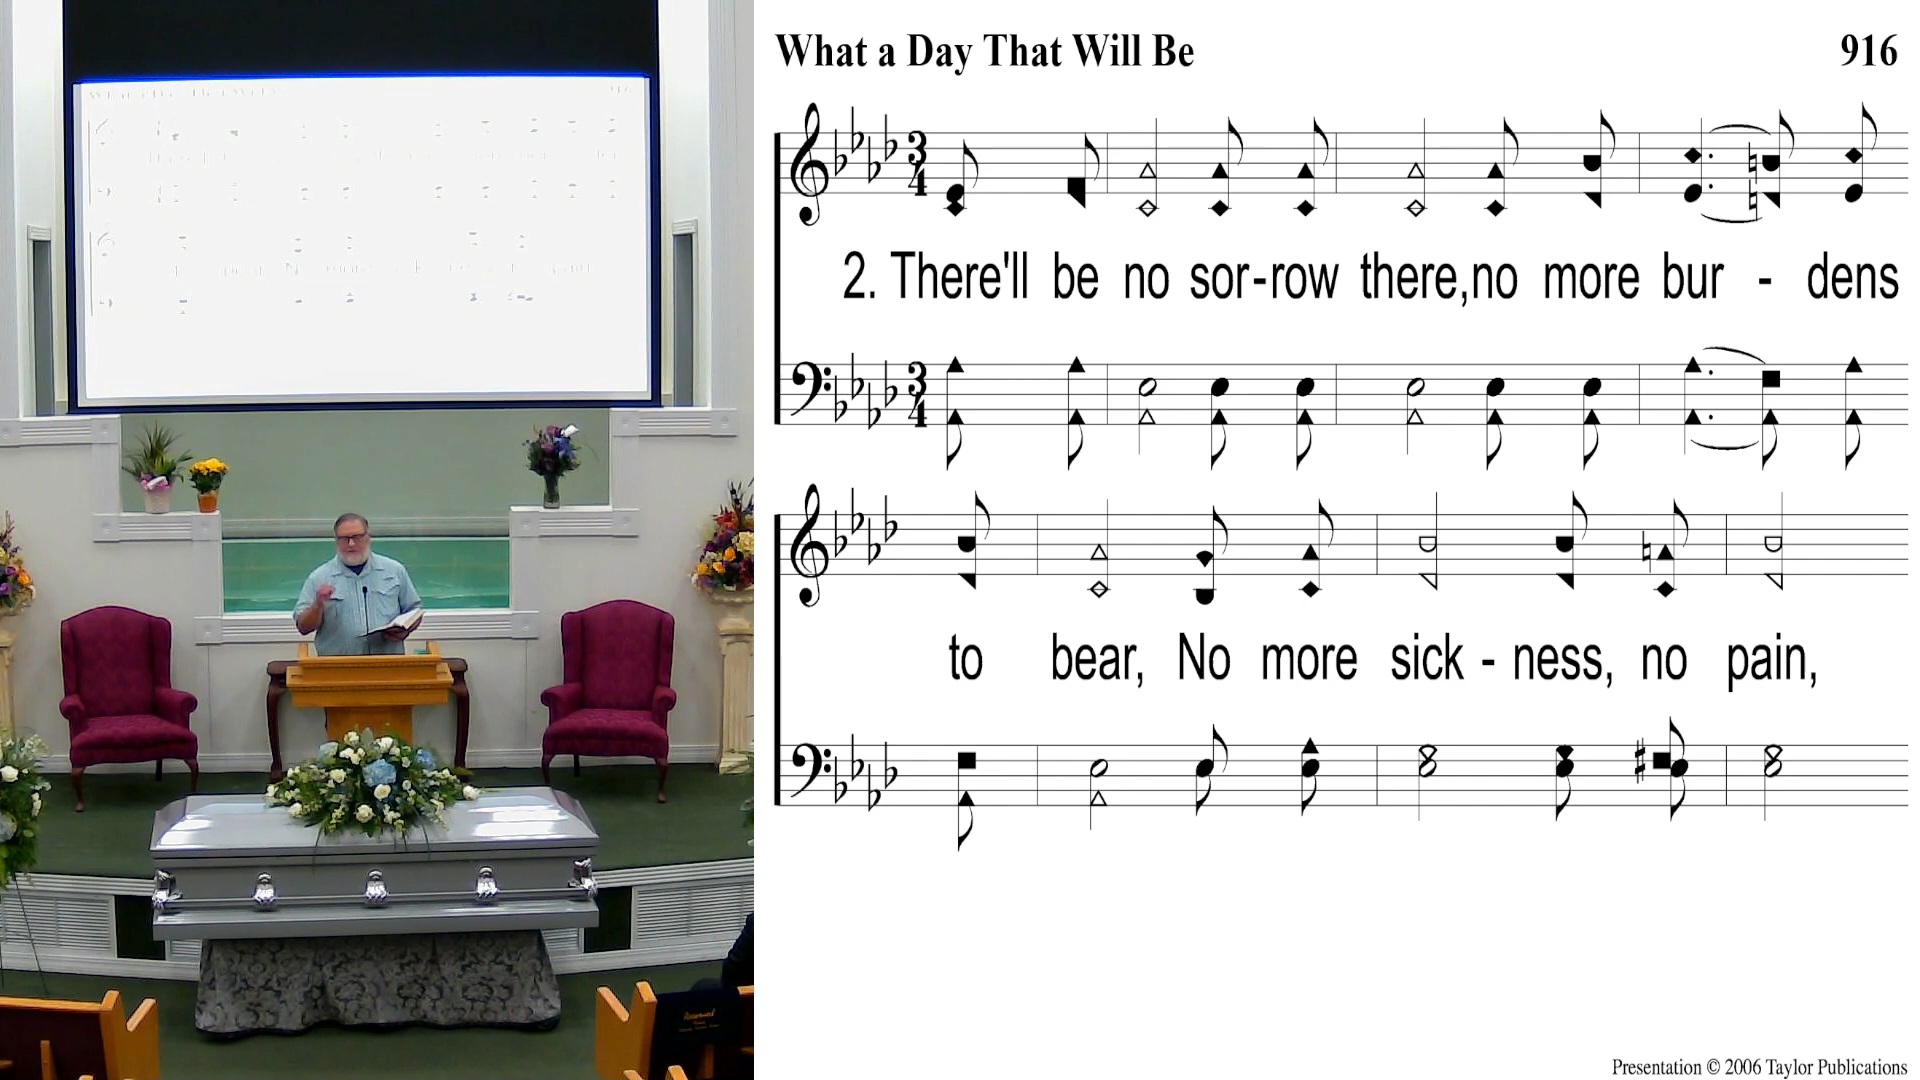 What a Day That Will Be 916
2. There'll be no sor-row there,no more bur - dens
to bear, No more sick - ness, no pain,
Presentation © 2006 Taylor Publications
Reserved